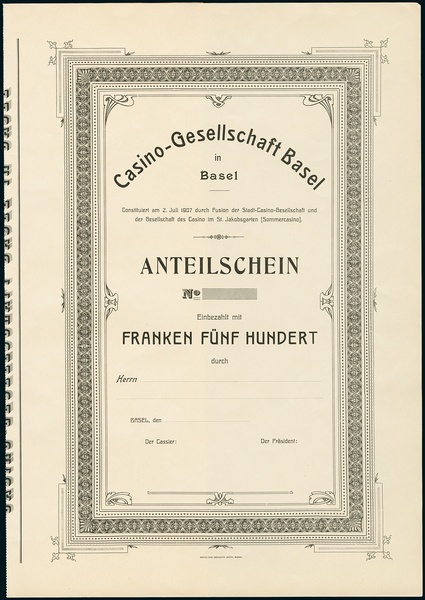 Casino-Gesellschaft Basel
in
Basel
Constituiert am 2. Juli 1907 durch Fusion der Stadt-Casino-Gesellschaft und
der Gesellschaft des Casino im St. Jakobsgarten (Sommercasino).
ANTEILSCHEIN
No
Einbezahlt mit
FRANKEN FÜNF HUNDERT
durch
Herrn
BASEL, den
Der Cassier:
Der Präsident: